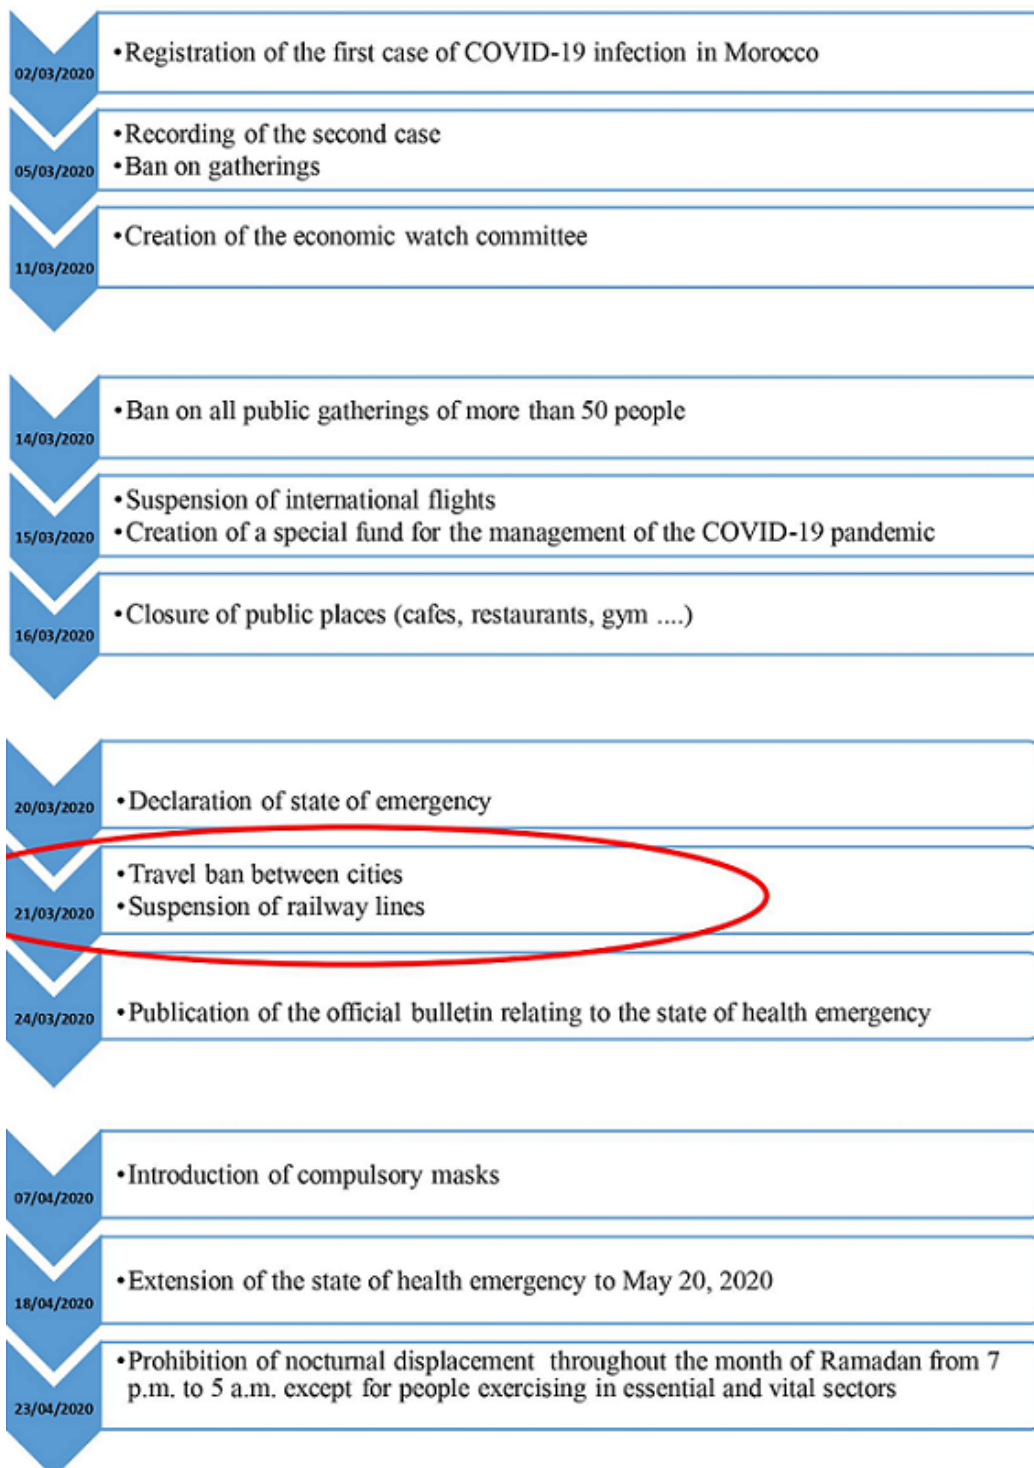 •Registration of the first case of COVID-19 infection in Morocco
02/03/2020
•Recording of the second case
•Ban on gatherings
05/03/2020
•Creation of the economic watch committee
11/03/2020
•Ban on all public gatherings of more than 50 people
14/03/2020
•Suspension of international flights
•Creation of a special fund for the management of the COVID-19 pandemic
15/03/2020
•Closure of public places (cafes, restaurants, gym ....)
16/03/2020
•Declaration of state of emergency
20/03/2020
•Travel ban between cities
•Suspension of railway lines
21/03/2020
•Publication of the official bulletin relating to the state of health emergency
24/03/2020
•Introduction of compulsory masks
07/04/2020
•Extension of the state of health emergency to May 20, 2020
18/04/2020
•Prohibition of nocturnal displacement throughout the month of Ramadan from 7
p.m. to 5 a.m. except for people exercising in essential and vital sectors
23/04/2020